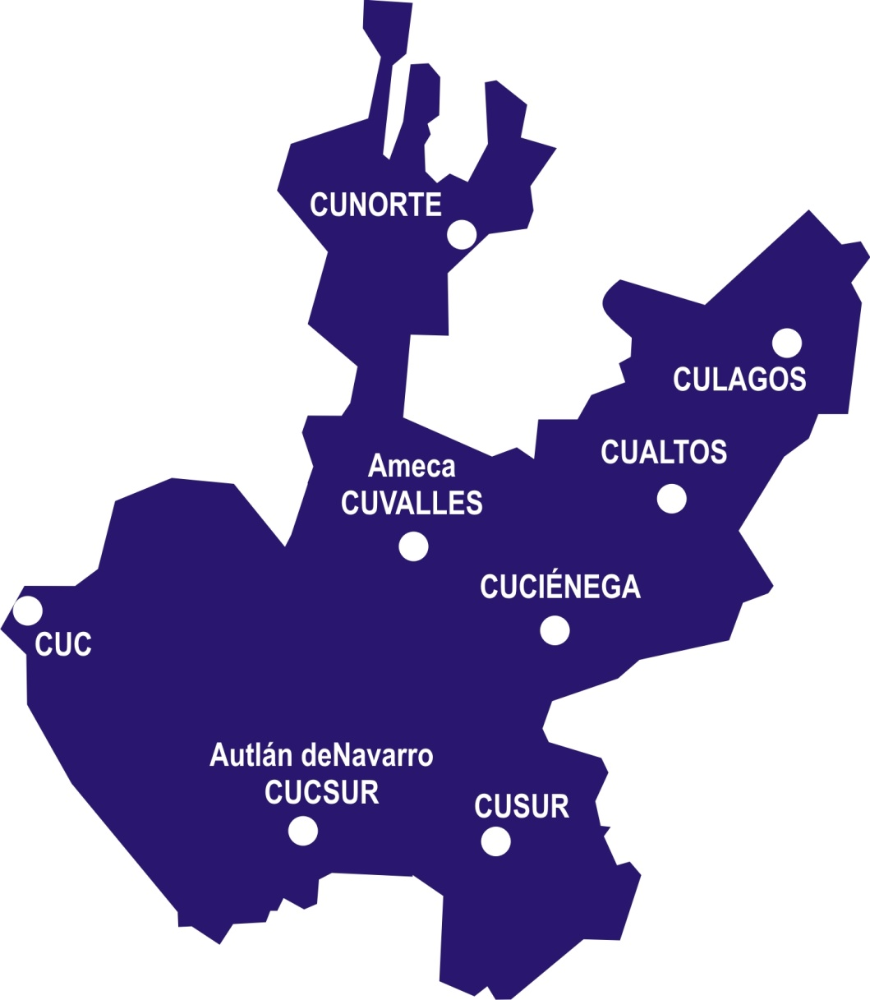 CUNORTE
CULAGOS
CUALTOS
Ameca
CUVALLES
CUCIÉNEGA
CUC
Autlán deNavarro
CUCSUR
CUSUR